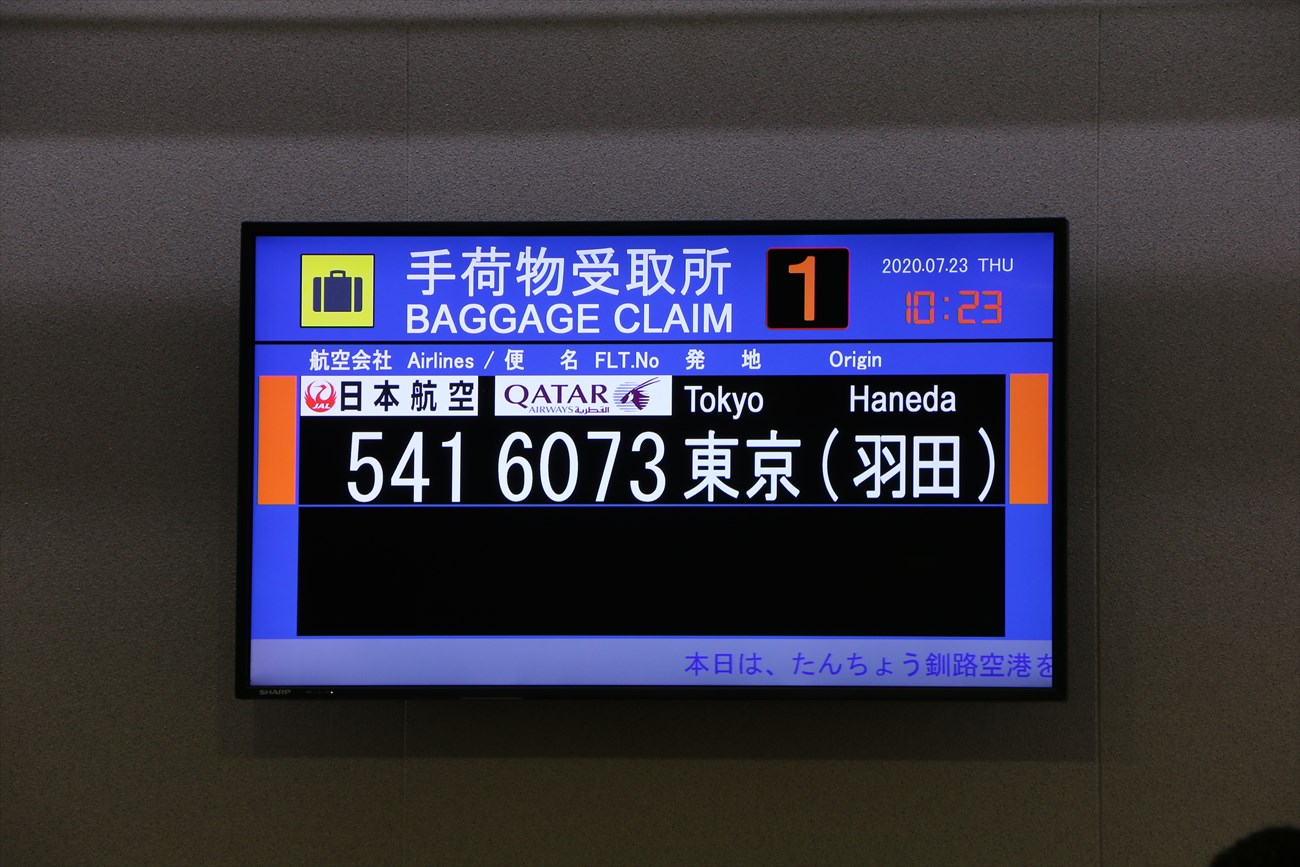 手荷物受取所
BAGGAGE CLAIM
1
2020.07.23 THU
10:23
航空会社 Airlines / 便 名 FLT.No 発 地 Origin
JAL 日本航空 QATAR AIRWAYS القطرية Tokyo Haneda
541 6073 東京(羽田)
本日は、たんちょう釧路空港を
SHARP